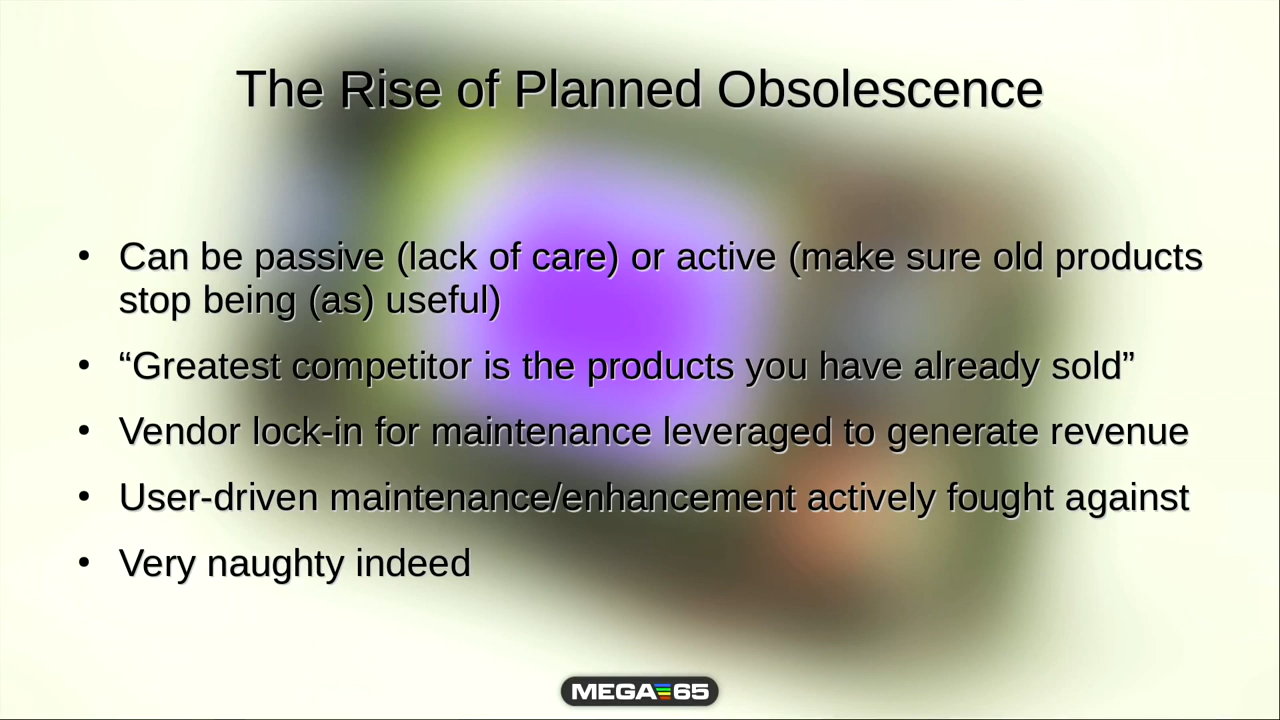 The Rise of Planned Obsolescence
• Can be passive (lack of care) or active (make sure old products
stop being (as) useful)
• “Greatest competitor is the products you have already sold”
• Vendor lock-in for maintenance leveraged to generate revenue
• User-driven maintenance/enhancement actively fought against
• Very naughty indeed
MEGA65